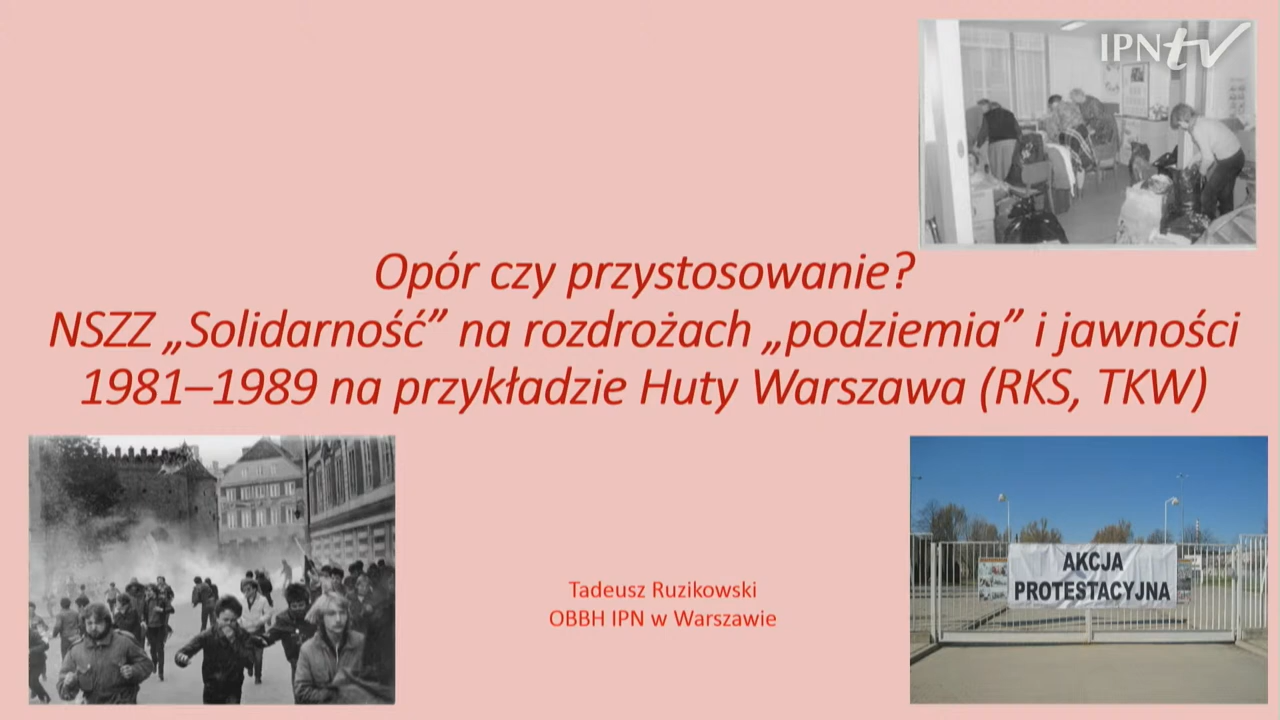 IPNtv
Opór czy przystosowanie?
NSZZ „Solidarność” na rozdrożach „podziemia” i jawności
1981–1989 na przykładzie Huty Warszawa (RKS, TKW)
AKCJA
PROTESTACYJNA
Tadeusz Ruzikowski
OBBH IPN w Warszawie